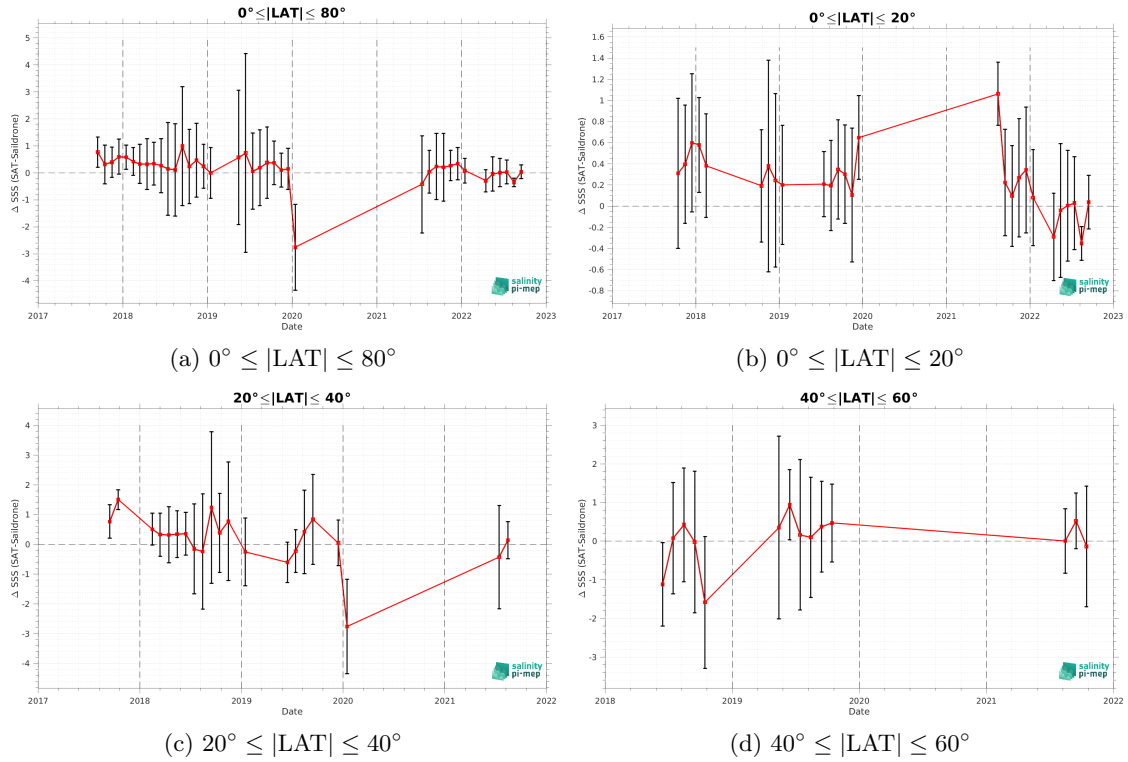 0°≤|LAT|≤ 80°
5
4
3
2
1
0
-1
-2
-3
-4
Δ SSS (SAT-Saildrone)
2017
2018
2019
2020
2021
2022
2023
Date
salinity
pi-mep
(a) 0° ≤ |LAT| ≤ 80°
0°≤|LAT|≤ 20°
1.6
1.4
1.2
1
0.8
0.6
0.4
0.2
0
-0.2
-0.4
-0.6
-0.8
Δ SSS (SAT-Saildrone)
2017
2018
2019
2020
2021
2022
2023
Date
salinity
pi-mep
(b) 0° ≤ |LAT| ≤ 20°
20°≤|LAT|≤ 40°
4
3
2
1
0
-1
-2
-3
-4
Δ SSS (SAT-Saildrone)
2017
2018
2019
2020
2021
2022
Date
salinity
pi-mep
(c) 20° ≤ |LAT| ≤ 40°
40°≤|LAT|≤ 60°
3
2
1
0
-1
-2
-3
Δ SSS (SAT-Saildrone)
2018
2019
2020
2021
2022
Date
salinity
pi-mep
(d) 40° ≤ |LAT| ≤ 60°